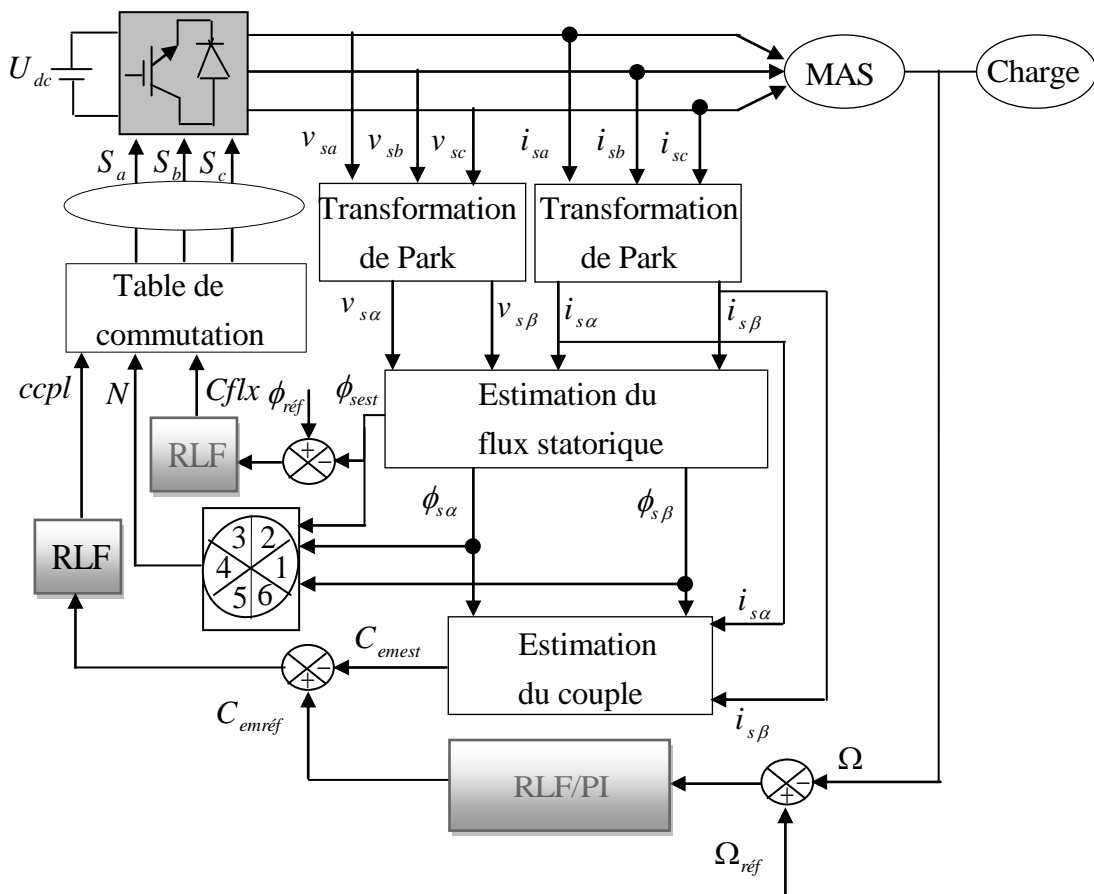 U_dc
MAS
Charge
v_sa
v_sb
v_sc
i_sa
i_sb
i_sc
S_a
S_b
S_c
Transformation
de Park
Transformation
de Park
Table de
commutation
v_sα
v_sβ
i_sα
i_sβ
ccpl
N
Cflx
ϕ_réf
ϕ_sest
Estimation du
flux statorique
RLF
+
−
ϕ_sα
ϕ_sβ
RLF
3
2
4
1
5
6
i_sα
C_emest
−
+
Estimation
du couple
C_emréf
i_sβ
RLF/PI
Ω
−
+
Ω_réf